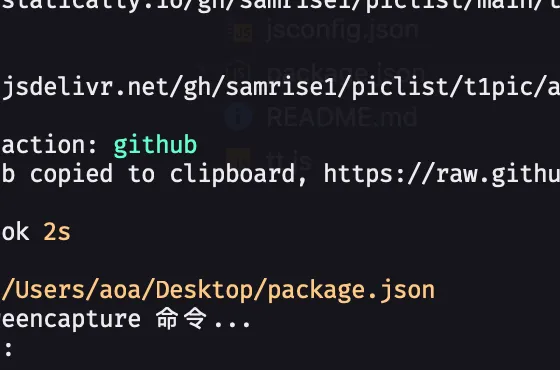 statically.io/gh/samrise1/piclist/main/t
jsconfig.json
package.json
jsdelivr.net/gh/samrise1/piclist/t1pic/a
README.md
action: github
b copied to clipboard, https://raw.githu
tt.js
ok 2s
/Users/aoa/Desktop/package.json
reencapture 命令...
: